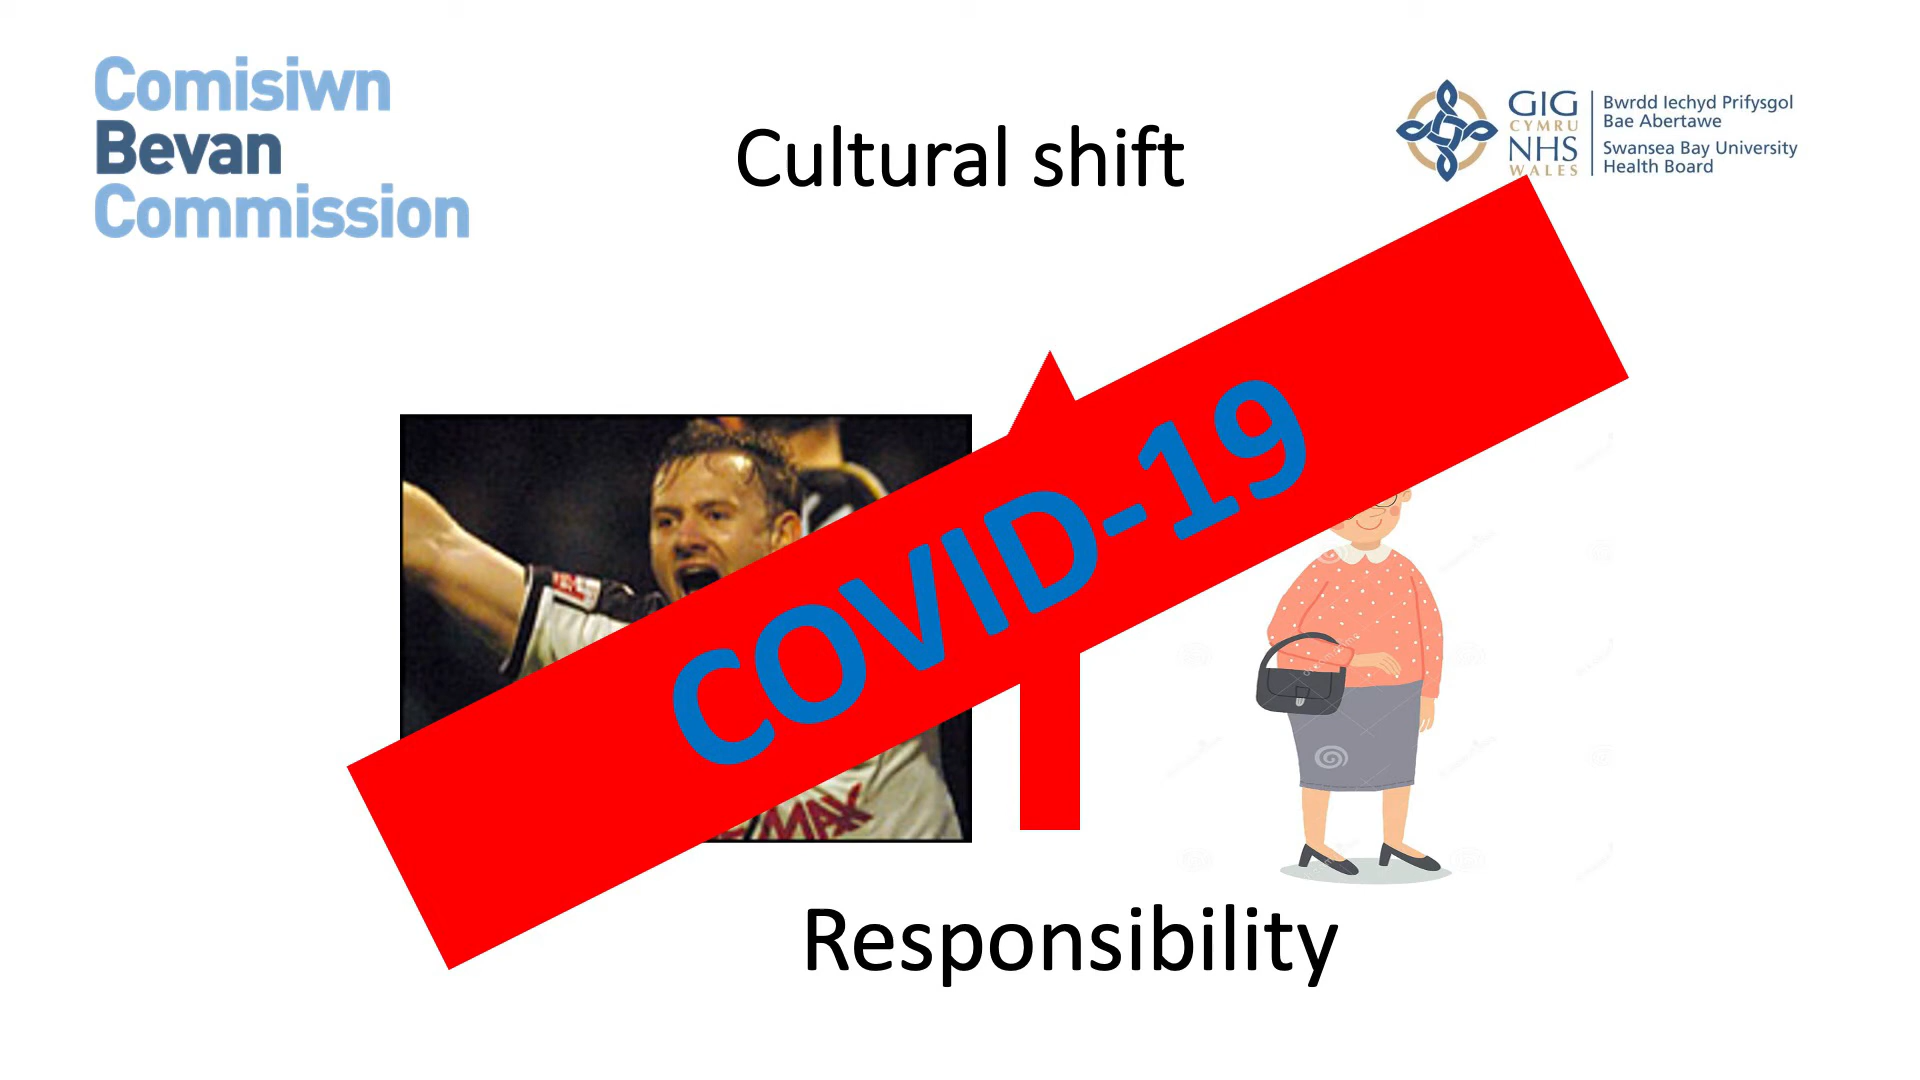 Comisiwn
Bevan
Commission
Cultural shift
GIG
CYMRU
NHS
WALES
Bwrdd Iechyd Prifysgol
Bae Abertawe
Swansea Bay University
Health Board
COVID-19
MAX
Responsibility